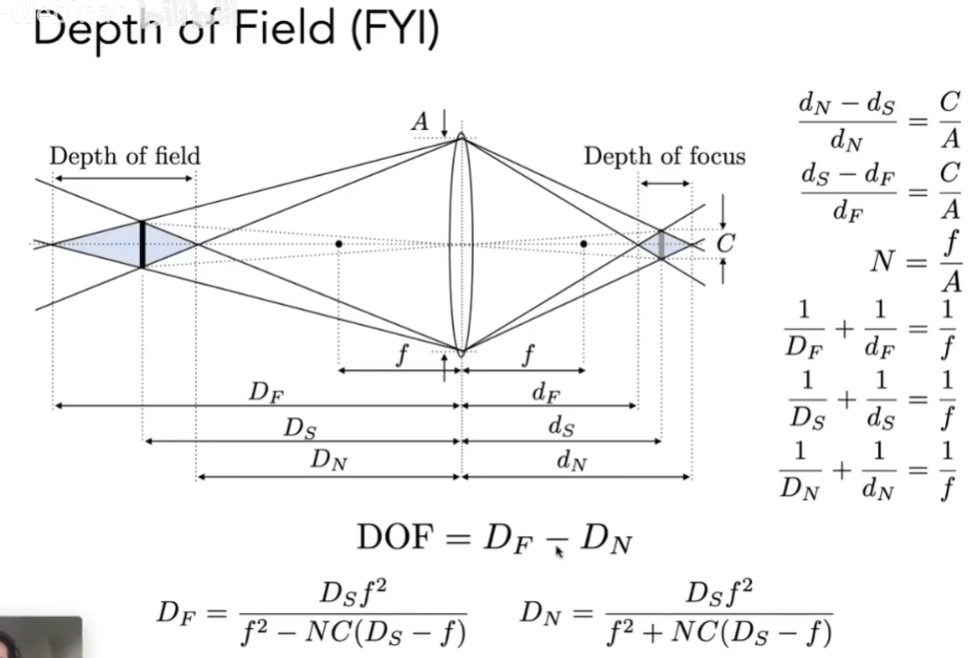 Depth of Field (FYI)
A
Depth of field
Depth of focus
C
f
f
D_F
d_F
D_S
d_S
D_N
d_N
\frac{d_N - d_S}{d_N} = \frac{C}{A}
\frac{d_S - d_F}{d_F} = \frac{C}{A}
N = \frac{f}{A}
\frac{1}{D_F} + \frac{1}{d_F} = \frac{1}{f}
\frac{1}{D_S} + \frac{1}{d_S} = \frac{1}{f}
\frac{1}{D_N} + \frac{1}{d_N} = \frac{1}{f}
DOF = D_F - D_N
D_F = \frac{D_S f^2}{f^2 - NC(D_S - f)}
D_N = \frac{D_S f^2}{f^2 + NC(D_S - f)}